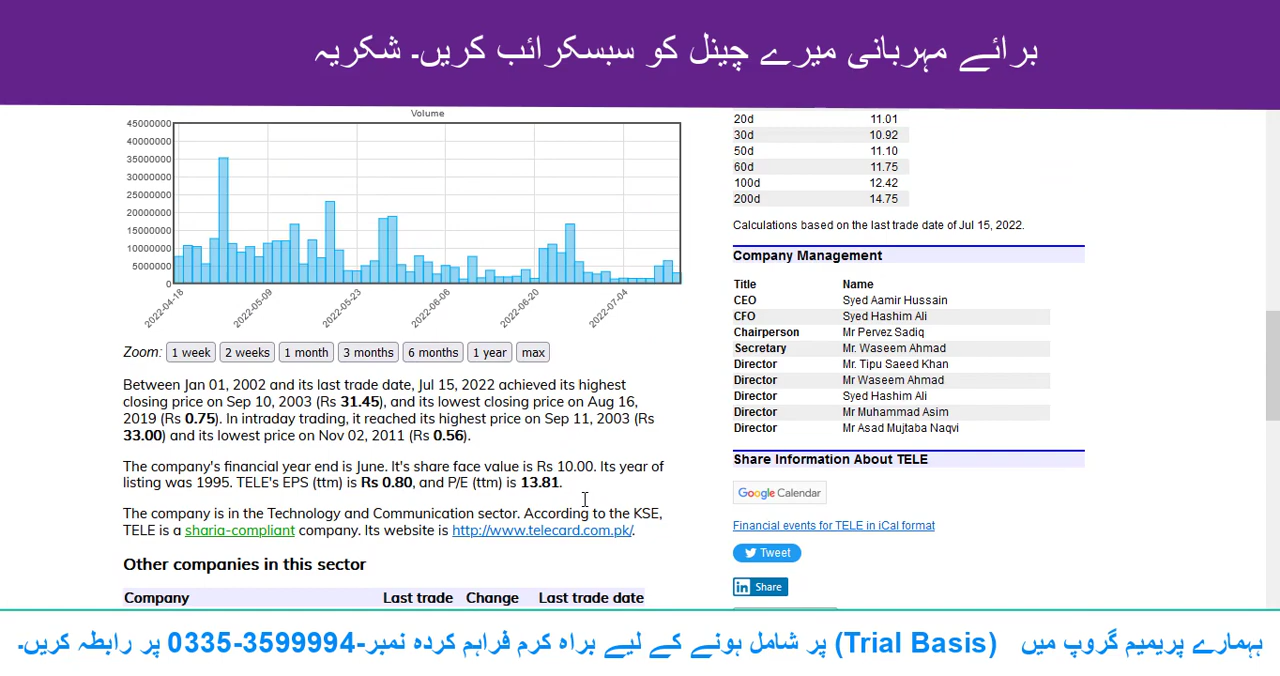 برائے مہربانی میرے چینل کو سبسکرائب کریں۔ شکریہ
Volume
45000000
40000000
35000000
30000000
25000000
20000000
15000000
10000000
5000000
0
2022-04-18
2022-05-09
2022-05-23
2022-06-06
2022-06-20
2022-07-04
Zoom: 1 week 2 weeks 1 month 3 months 6 months 1 year max
Between Jan 01, 2002 and its last trade date, Jul 15, 2022 achieved its highest
closing price on Sep 10, 2003 (Rs 31.45), and its lowest closing price on Aug 16,
2019 (Rs 0.75). In intraday trading, it reached its highest price on Sep 11, 2003 (Rs
33.00) and its lowest price on Nov 02, 2011 (Rs 0.56).
The company's financial year end is June. It's share face value is Rs 10.00. Its year of
listing was 1995. TELE's EPS (ttm) is Rs 0.80, and P/E (ttm) is 13.81.
The company is in the Technology and Communication sector. According to the KSE,
TELE is a sharia-compliant company. Its website is http://www.telecard.com.pk/.
Other companies in this sector
Company Last trade Change Last trade date
20d 11.01
30d 10.92
50d 11.10
60d 11.75
100d 12.42
200d 14.75
Calculations based on the last trade date of Jul 15, 2022.
Company Management
Title Name
CEO Syed Aamir Hussain
CFO Syed Hashim Ali
Chairperson Mr Pervez Sadiq
Secretary Mr. Waseem Ahmad
Director Mr. Tipu Saeed Khan
Director Mr Waseem Ahmad
Director Syed Hashim Ali
Director Mr Muhammad Asim
Director Mr Asad Mujtaba Naqvi
Share Information About TELE
Google Calendar
Financial events for TELE in iCal format
Tweet
in Share
ہمارے پریمیم گروپ میں (Trial Basis) پر شامل ہونے کے لیے براہ کرم فراہم کردہ نمبر-0335-3599994 پر رابطہ کریں۔